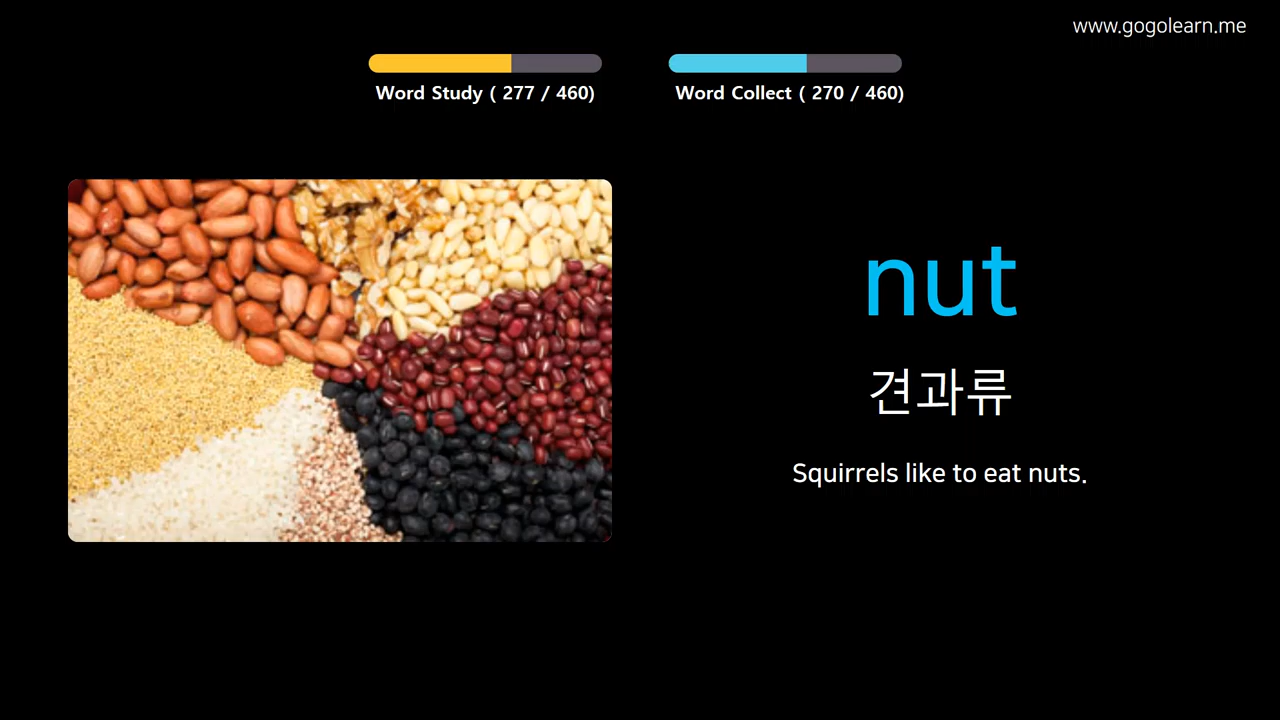 www.gogolearn.me
Word Study ( 277 / 460)
Word Collect ( 270 / 460)
nut
견과류
Squirrels like to eat nuts.